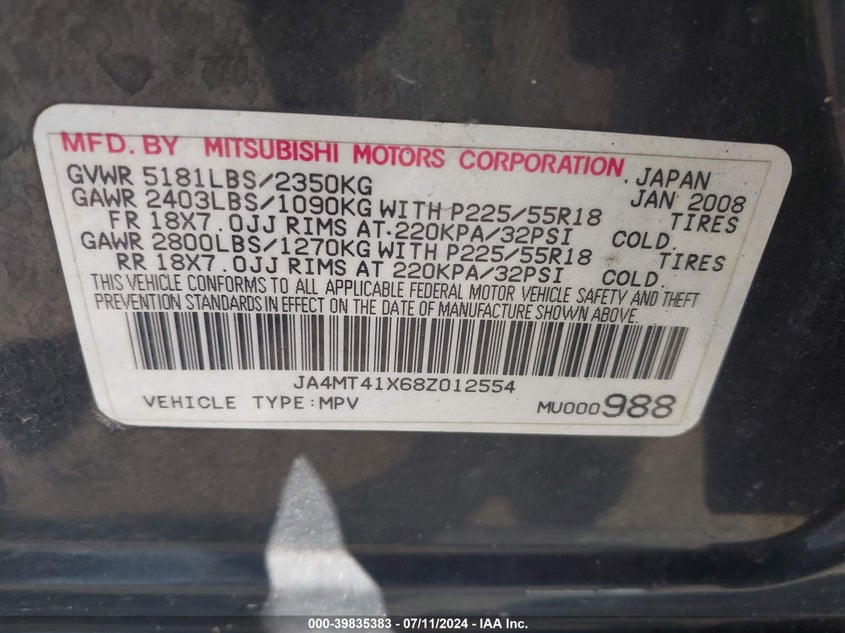 MFD. BY MITSUBISHI MOTORS CORPORATION, JAPAN
GVWR 5181LBS/2350KG JAN 2008
GAWR 2403LBS/1090KG WITH P225/55R18 TIRES
FR 18X7.0JJ RIMS AT 220KPA/32PSI COLD.
GAWR 2800LBS/1270KG WITH P225/55R18 TIRES
RR 18X7.0JJ RIMS AT 220KPA/32PSI COLD.
THIS VEHICLE CONFORMS TO ALL APPLICABLE FEDERAL MOTOR VEHICLE SAFETY AND THEFT
PREVENTION STANDARDS IN EFFECT ON THE DATE OF MANUFACTURE SHOWN ABOVE.
JA4MT41X68Z012554
VEHICLE TYPE:MPV MU000988
000-39835383 - 07/11/2024 - IAA Inc.